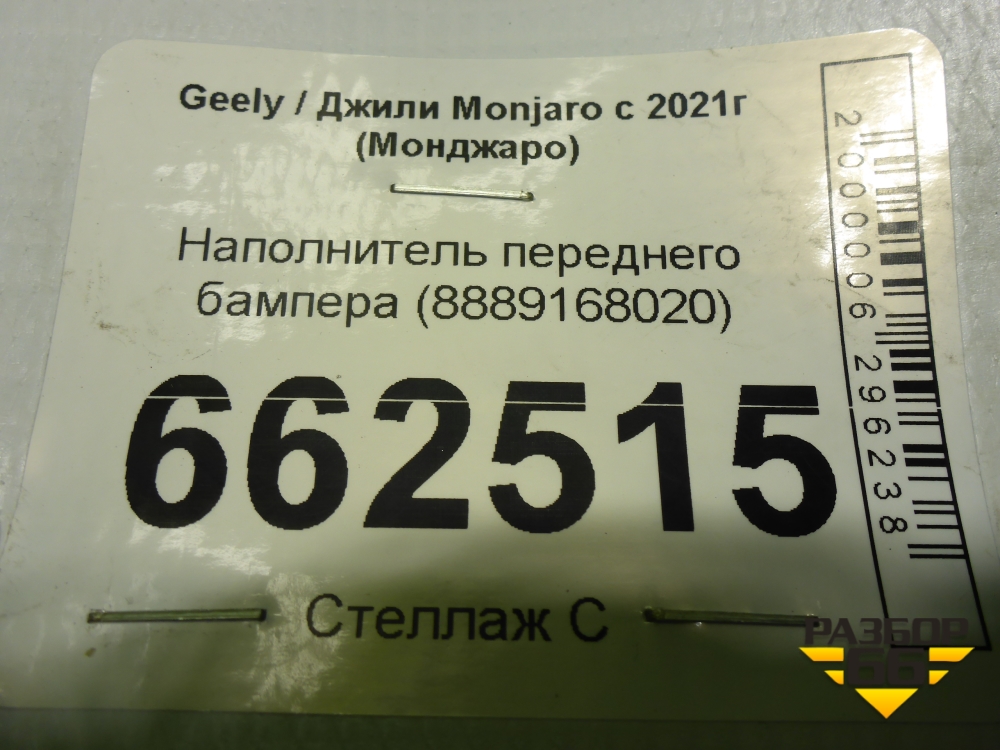 Geely / Джили Monjaro с 2021г
(Монджаро)
Наполнитель переднего
бампера (8889168020)
662515
Стеллаж С
2000006296238
РАЗБОР
66